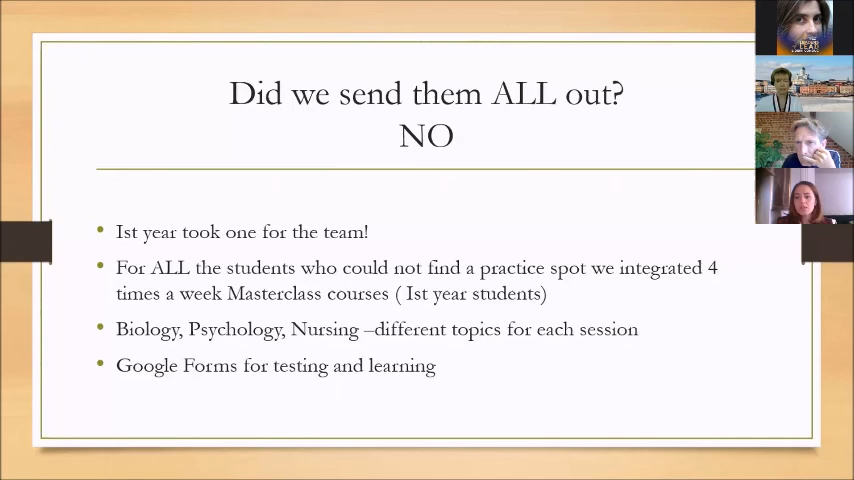 Did we send them ALL out?
NO
• Ist year took one for the team!
• For ALL the students who could not find a practice spot we integrated 4
times a week Masterclass courses ( Ist year students)
• Biology, Psychology, Nursing –different topics for each session
• Google Forms for testing and learning